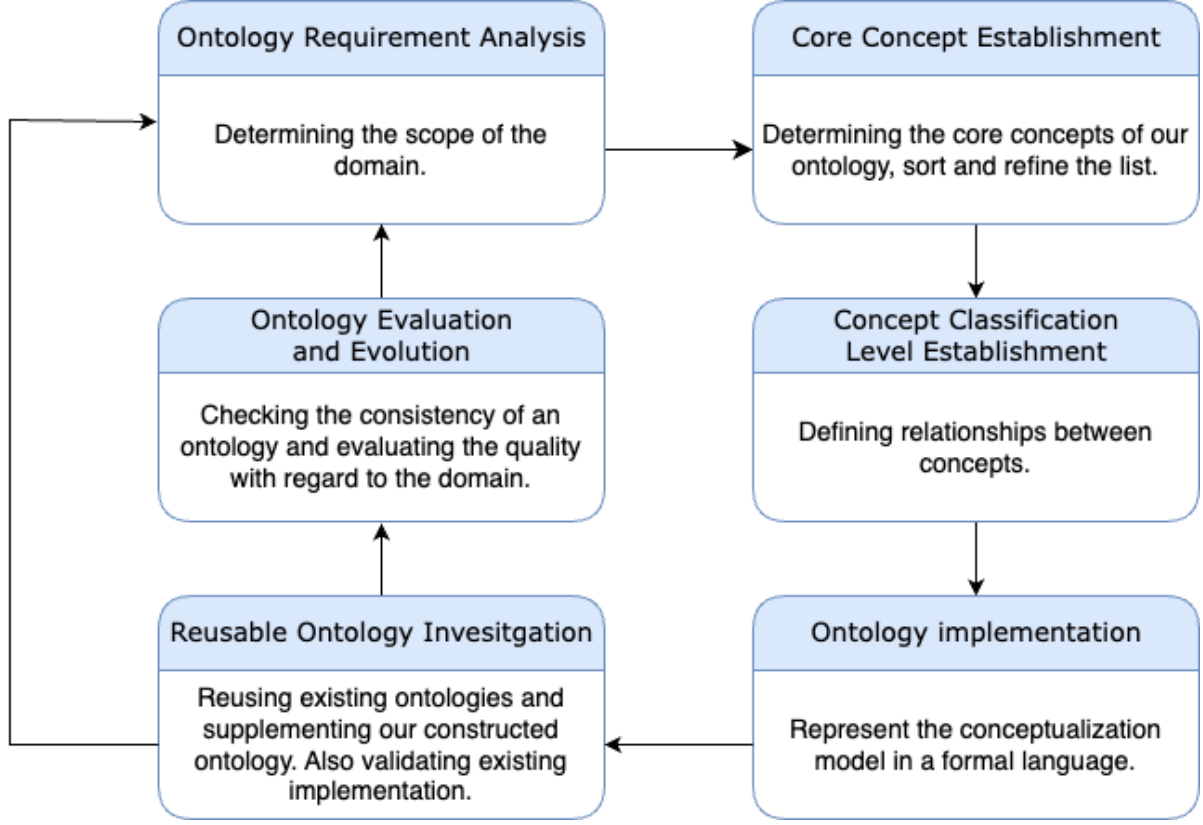 Ontology Requirement Analysis
Determining the scope of the
domain.
Core Concept Establishment
Determining the core concepts of our
ontology, sort and refine the list.
Ontology Evaluation
and Evolution
Checking the consistency of an
ontology and evaluating the quality
with regard to the domain.
Concept Classification
Level Establishment
Defining relationships between
concepts.
Reusable Ontology Invesitgation
Reusing existing ontologies and
supplementing our constructed
ontology. Also validating existing
implementation.
Ontology implementation
Represent the conceptualization
model in a formal language.